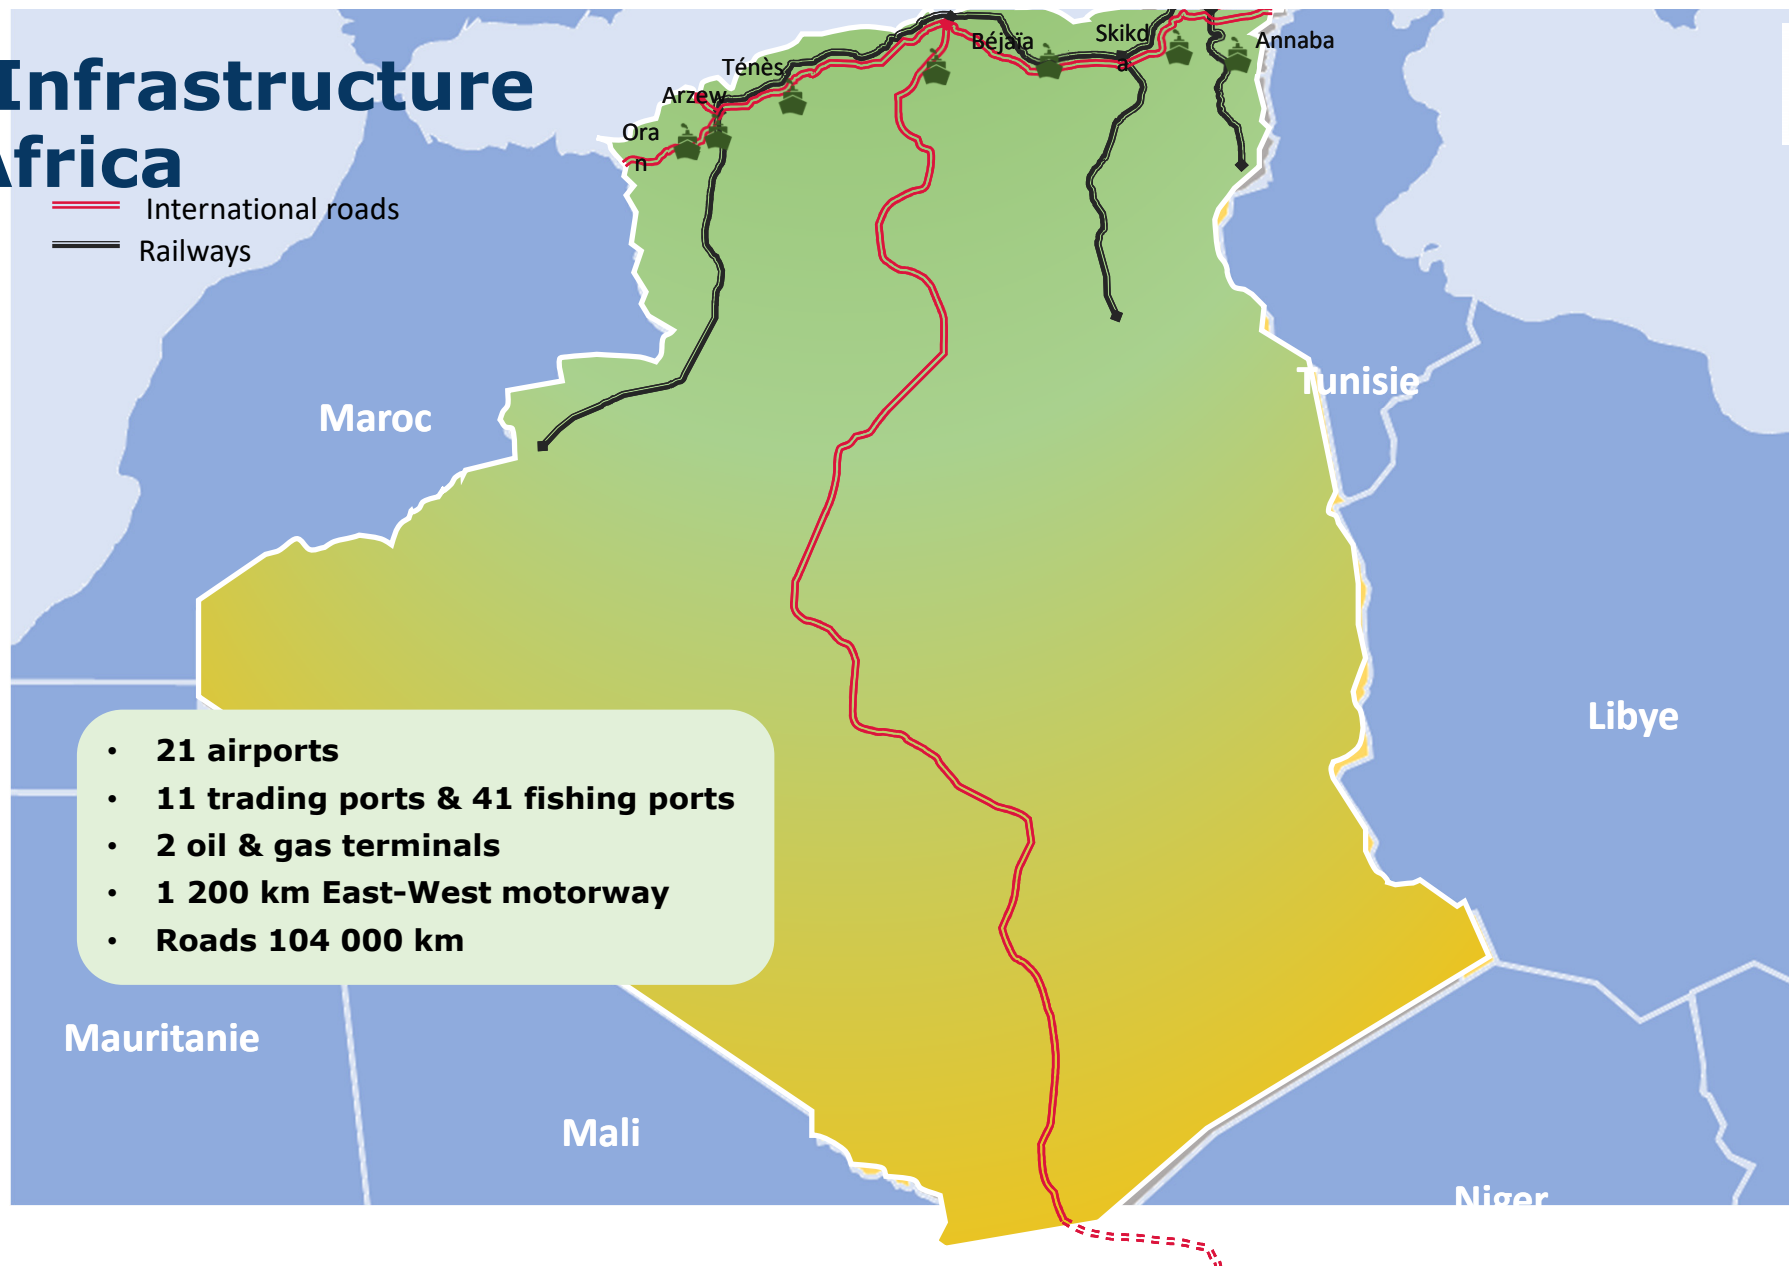 Infrastructure
Africa
International roads
Railways
Ténès
Béjaïa
Skikd
a
Annaba
Arzew
Ora
n
Maroc
Tunisie
Libye
21 airports
11 trading ports & 41 fishing ports
2 oil & gas terminals
1 200 km East-West motorway
Roads 104 000 km
Mauritanie
Mali
Niger